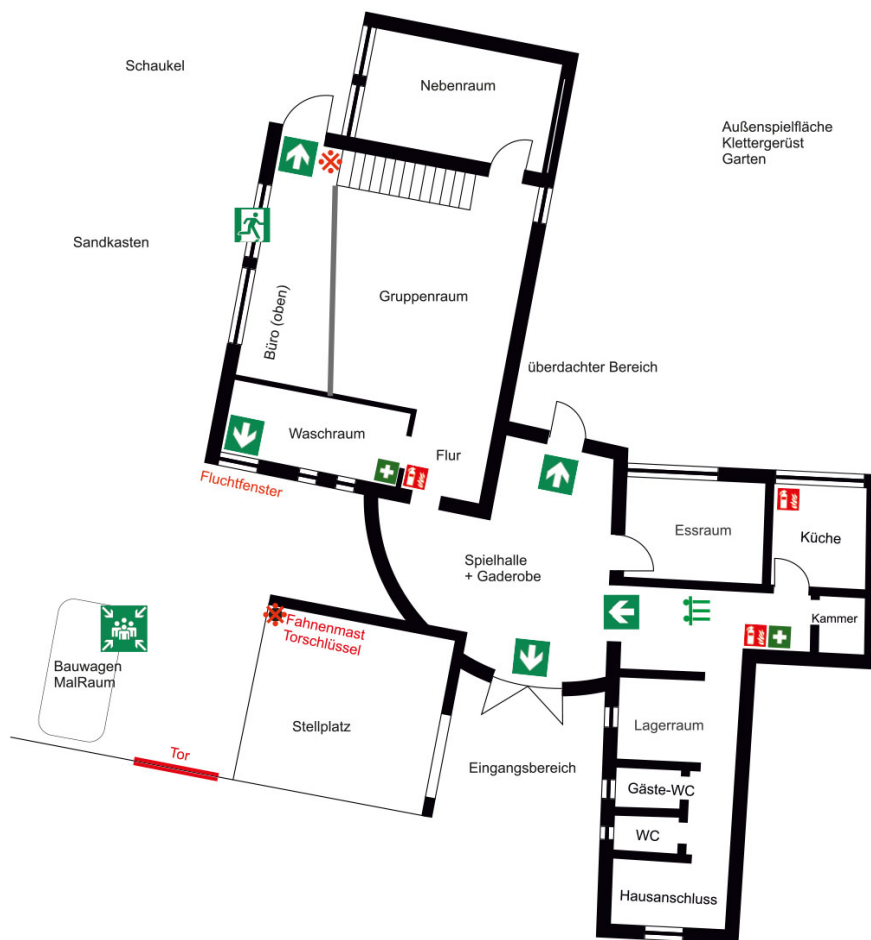 Schaukel
Nebenraum
Außenspielfläche
Klettergerüst
Garten
Sandkasten
Gruppenraum
Büro (oben)
überdachter Bereich
Waschraum
Flur
Fluchtfenster
Essraum
Küche
Spielhalle
+ Gaderobe
Kammer
Fahnenmast
Torschlüssel
Bauwagen
MalRaum
Stellplatz
Lagerraum
Tor
Eingangsbereich
Gäste-WC
WC
Hausanschluss